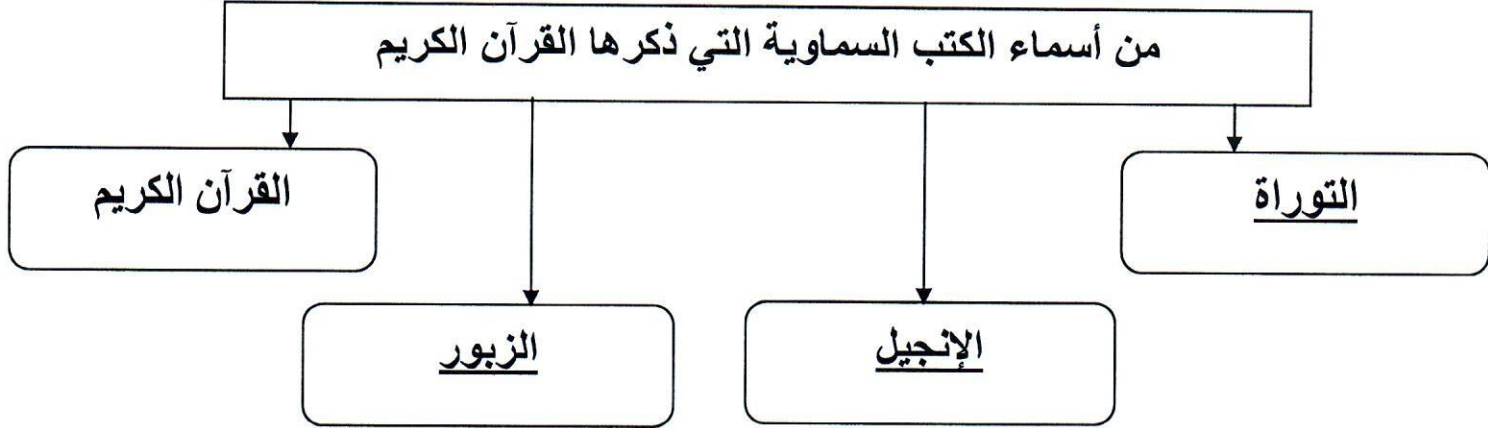 من أسماء الكتب السماوية التي ذكرها القرآن الكريم
التوراة
الإنجيل
الزبور
القرآن الكريم